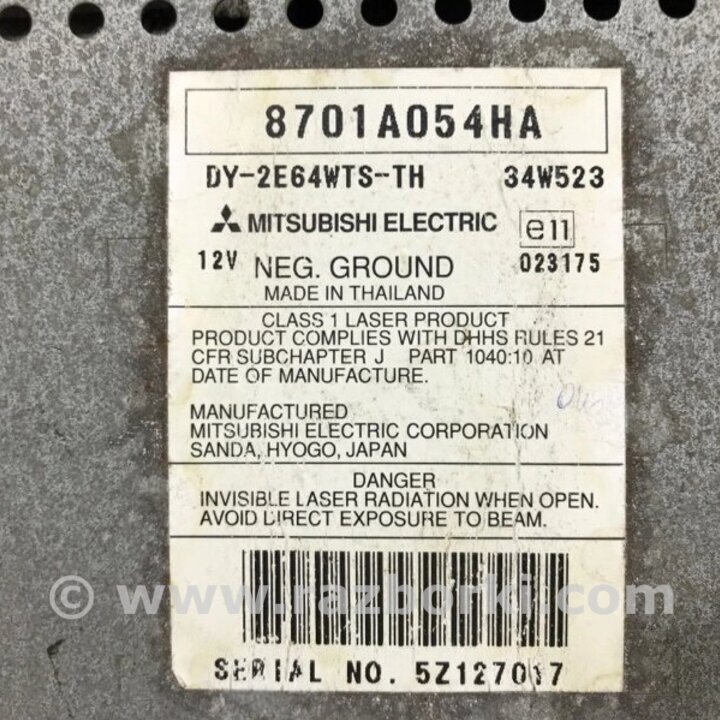 8701A054HA
DY-2E64WTS-TH 34W523
MITSUBISHI ELECTRIC e11
12V NEG. GROUND 023175
MADE IN THAILAND
CLASS 1 LASER PRODUCT
PRODUCT COMPLIES WITH DHHS RULES 21
CFR SUBCHAPTER J PART 1040:10 AT
DATE OF MANUFACTURE.
MANUFACTURED
MITSUBISHI ELECTRIC CORPORATION
SANDA, HYOGO, JAPAN
DANGER
INVISIBLE LASER RADIATION WHEN OPEN.
AVOID DIRECT EXPOSURE TO BEAM.
© www.razborki.com
SERIAL NO. 5Z127017